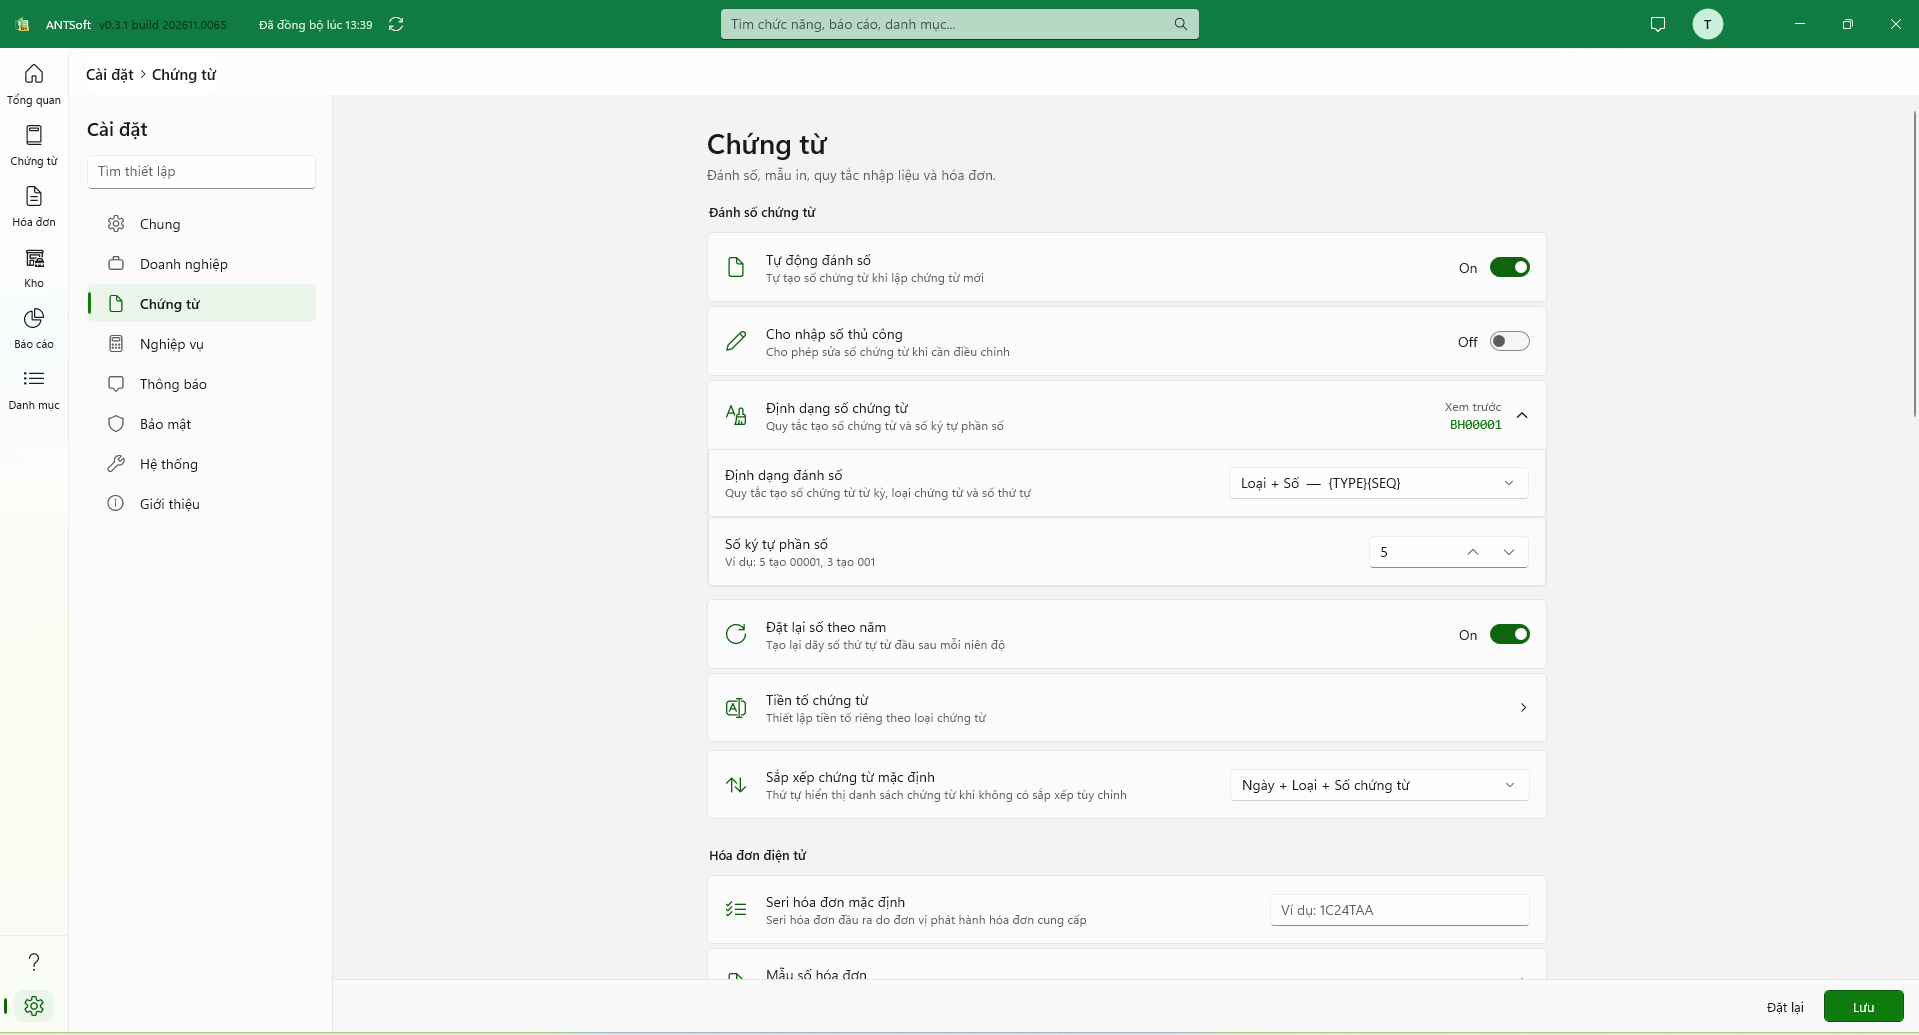 ANTSoft v0.3.1 build 202611.0065 Đã đồng bộ lúc 13:39
Tìm chức năng, báo cáo, danh mục...
T
Tổng quan
Chứng từ
Hóa đơn
Kho
Báo cáo
Danh mục
Cài đặt > Chứng từ
Cài đặt
Tìm thiết lập
Chung
Doanh nghiệp
Chứng từ
Nghiệp vụ
Thông báo
Bảo mật
Hệ thống
Giới thiệu
Chứng từ
Đánh số, mẫu in, quy tắc nhập liệu và hóa đơn.
Đánh số chứng từ
Tự động đánh số
Tự tạo số chứng từ khi lập chứng từ mới
On
Cho nhập số thủ công
Cho phép sửa số chứng từ khi cần điều chỉnh
Off
Định dạng số chứng từ
Quy tắc tạo số chứng từ và số ký tự phần số
Xem trước
BH00001
Định dạng đánh số
Quy tắc tạo số chứng từ từ kỳ, loại chứng từ và số thứ tự
Loại + Số — {TYPE}{SEQ}
Số ký tự phần số
Ví dụ: 5 tạo 00001, 3 tạo 001
5
Đặt lại số theo năm
Tạo lại dãy số thứ tự từ đầu sau mỗi niên độ
On
Tiền tố chứng từ
Thiết lập tiền tố riêng theo loại chứng từ
Sắp xếp chứng từ mặc định
Thứ tự hiển thị danh sách chứng từ khi không có sắp xếp tùy chỉnh
Ngày + Loại + Số chứng từ
Hóa đơn điện tử
Seri hóa đơn mặc định
Seri hóa đơn đầu ra do đơn vị phát hành hóa đơn cung cấp
Ví dụ: 1C24TAA
Mẫu số hóa đơn
Đặt lại
Lưu